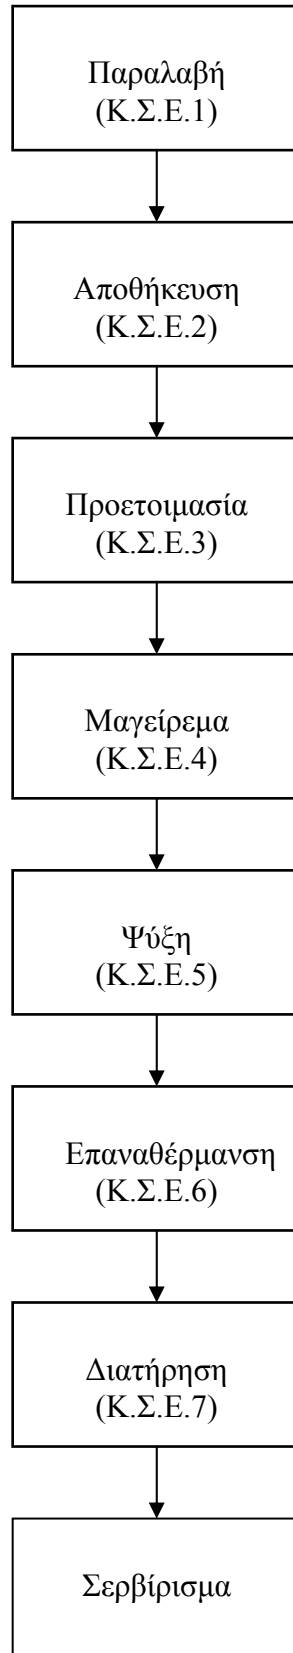 Παραλαβή
(Κ.Σ.Ε.1)
Αποθήκευση
(Κ.Σ.Ε.2)
Προετοιμασία
(Κ.Σ.Ε.3)
Μαγείρεμα
(Κ.Σ.Ε.4)
Ψύξη
(Κ.Σ.Ε.5)
Επαναθέρμανση
(Κ.Σ.Ε.6)
Διατήρηση
(Κ.Σ.Ε.7)
Σερβίρισμα